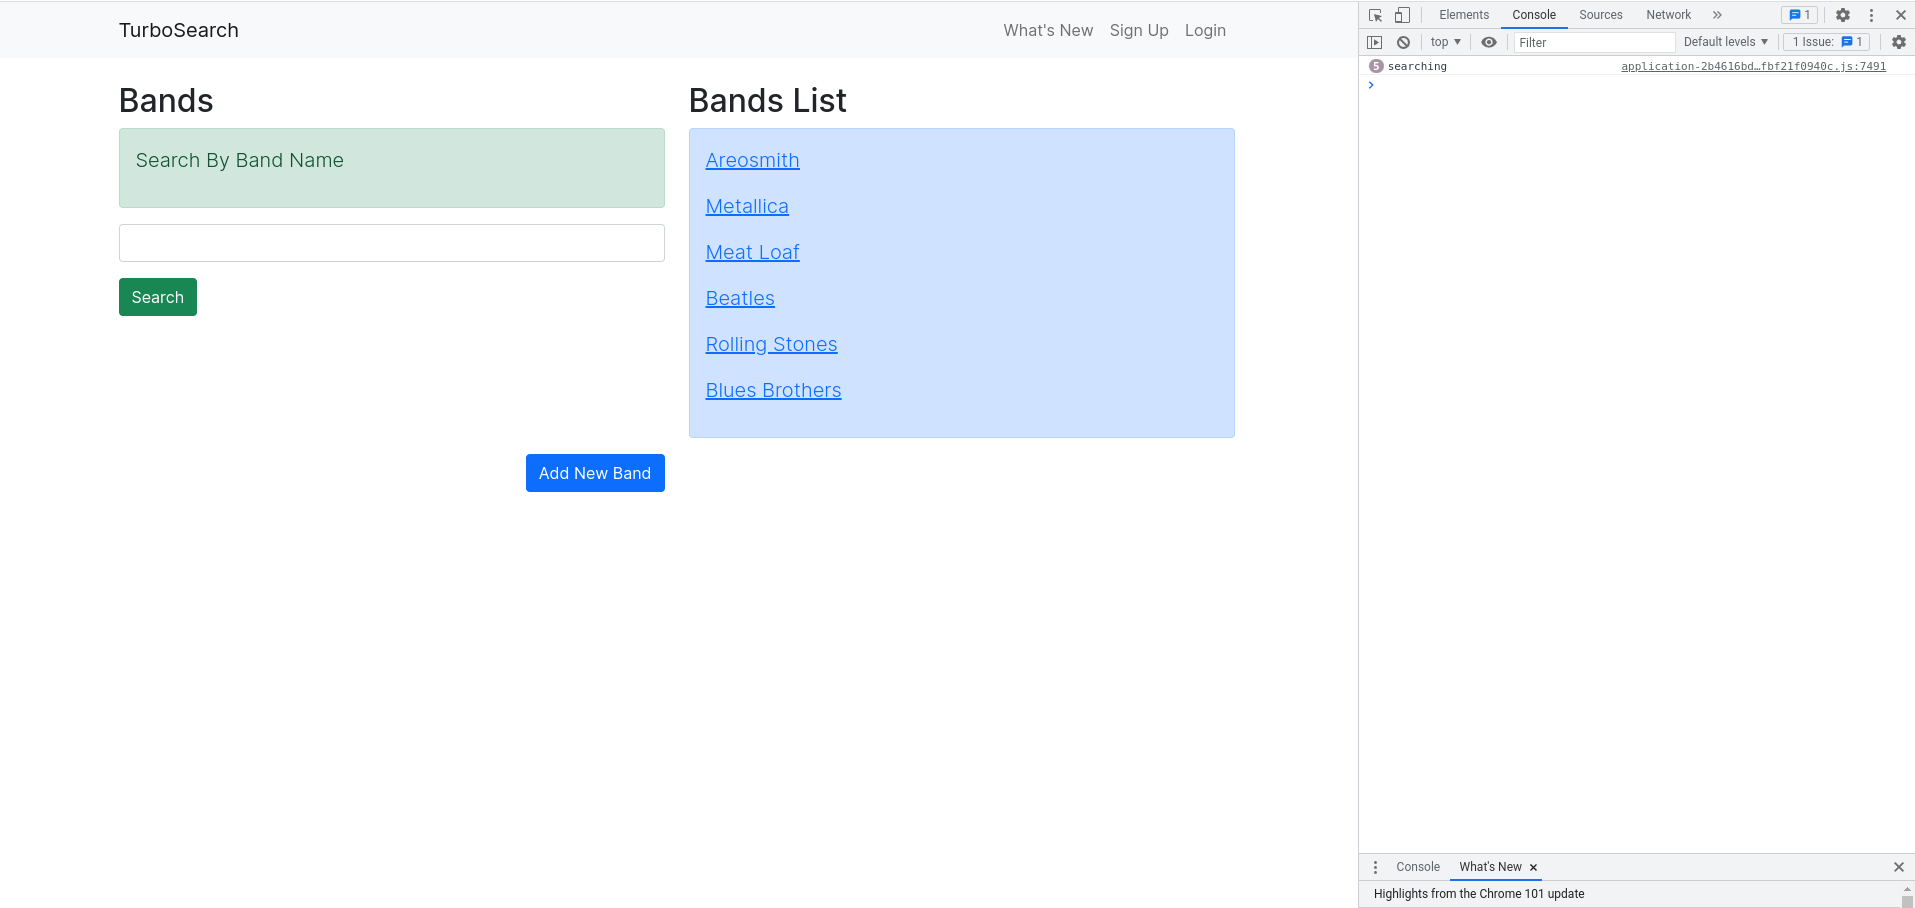 TurboSearch
What's New Sign Up Login
Bands
Search By Band Name
Search
Add New Band
Bands List
Areosmith
Metallica
Meat Loaf
Beatles
Rolling Stones
Blues Brothers
Elements Console Sources Network » 1
top Filter Default levels 1 Issue: 1
5 searching application-2b4616bd…fbf21f0940c.js:7491
Console What's New
Highlights from the Chrome 101 update